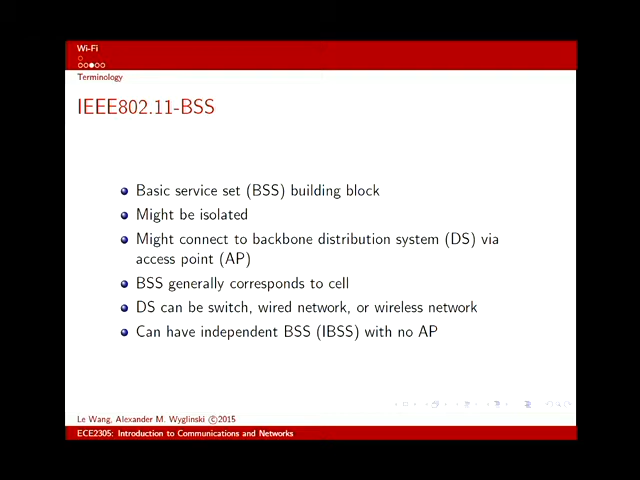 Wi-Fi
Terminology
IEEE802.11-BSS
Basic service set (BSS) building block
Might be isolated
Might connect to backbone distribution system (DS) via
access point (AP)
BSS generally corresponds to cell
DS can be switch, wired network, or wireless network
Can have independent BSS (IBSS) with no AP
Le Wang, Alexander M. Wyglinski ©2015
ECE2305: Introduction to Communications and Networks